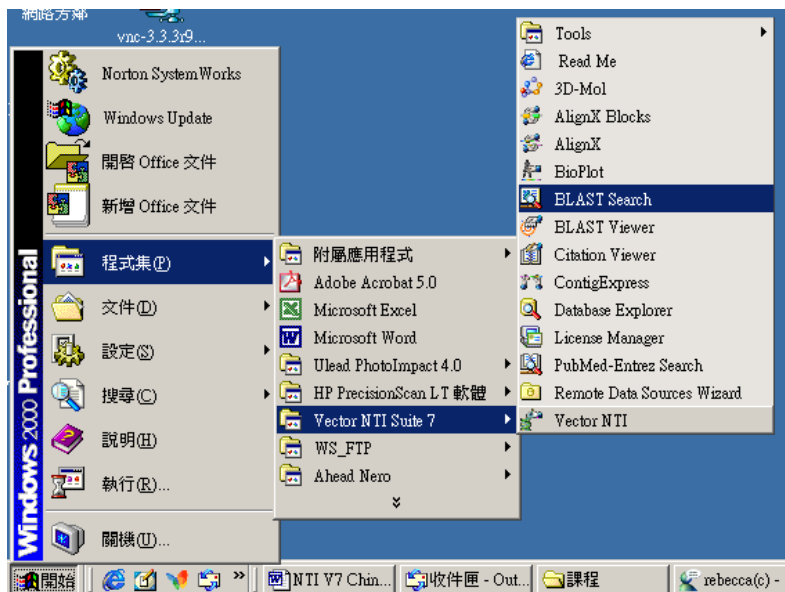 網路芳鄰
vnc-3.3.3r9...
Windows 2000 Professional
Norton SystemWorks
Windows Update
開啓 Office 文件
新增 Office 文件
程式集(P)
文件(D)
設定(S)
搜尋(C)
說明(H)
執行(R)...
關機(U)...
附屬應用程式
Adobe Acrobat 5.0
Microsoft Excel
Microsoft Word
Ulead PhotoImpact 4.0
HP PrecisionScan LT 軟體
Vector NTI Suite 7
WS_FTP
Ahead Nero
Tools
Read Me
3D-Mol
AlignX Blocks
AlignX
BioPlot
BLAST Search
BLAST Viewer
Citation Viewer
ContigExpress
Database Explorer
License Manager
PubMed-Entrez Search
Remote Data Sources Wizard
Vector NTI
開始
NTI V7 Chin...
收件匣 - Out...
課程
rebecca(c) -